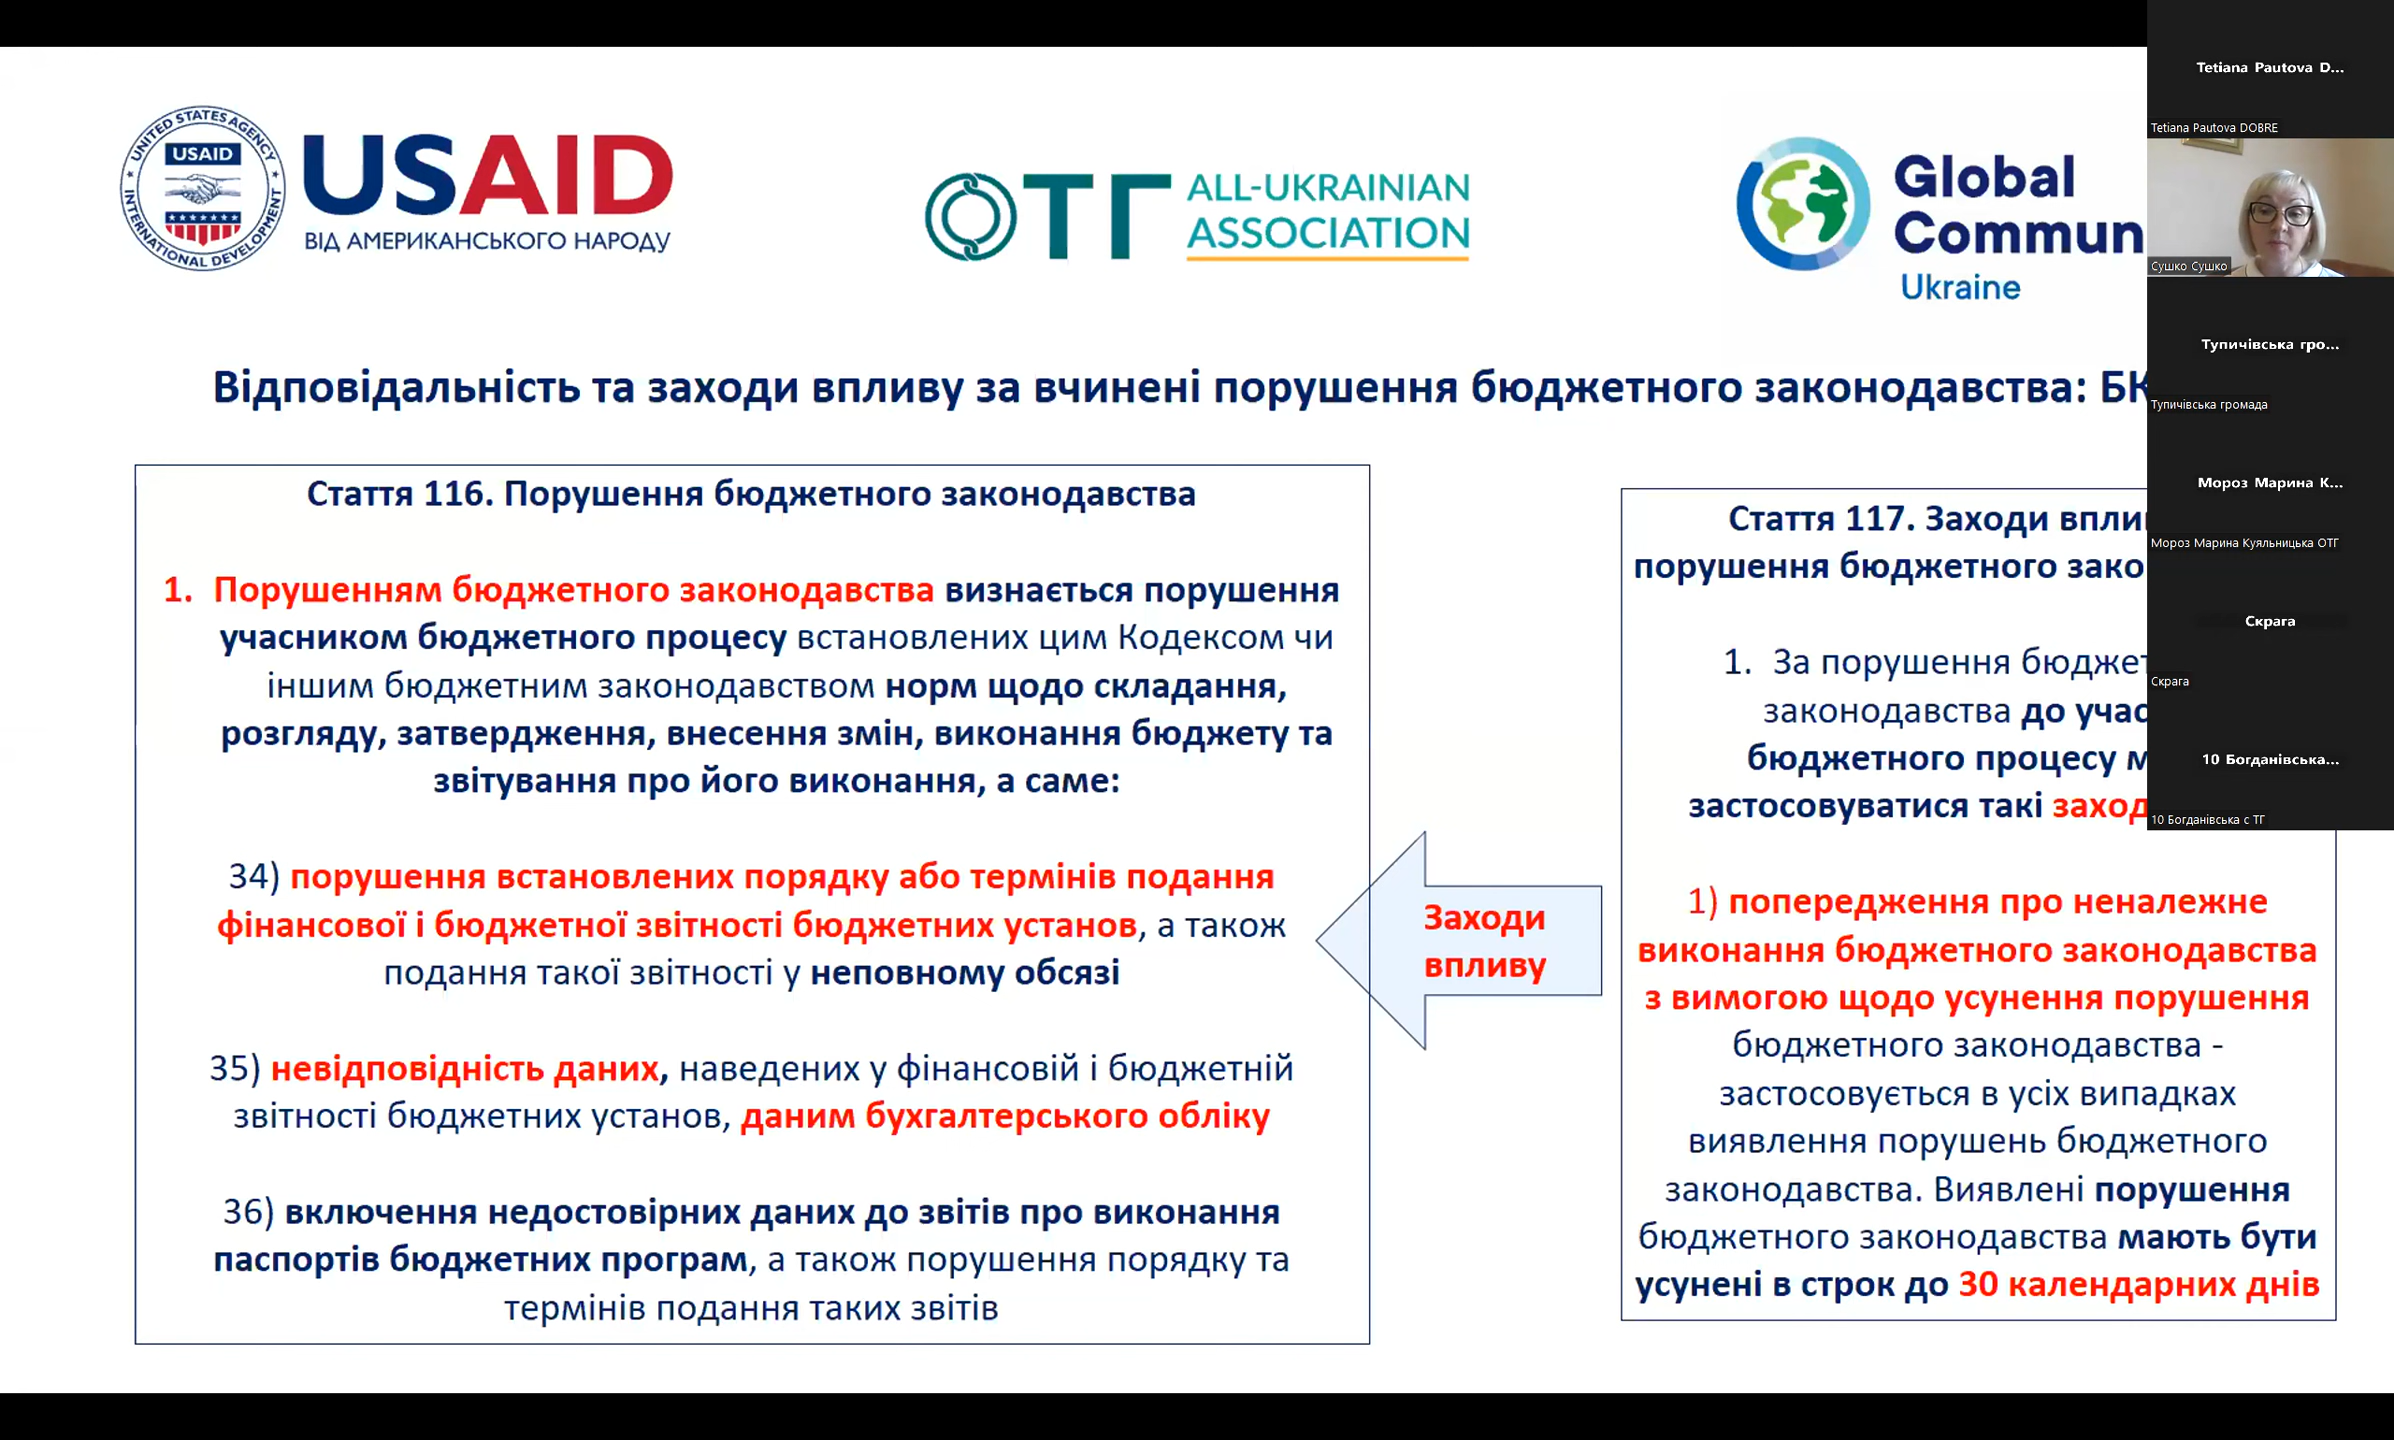 UNITED STATES AGENCY
USAID
INTERNATIONAL DEVELOPMENT
USAID
ВІД АМЕРИКАНСЬКОГО НАРОДУ
ОТГ ALL-UKRAINIAN
ASSOCIATION
Global
Commun
Ukraine
Відповідальність та заходи впливу за вчинені порушення бюджетного законодавства: БК
Стаття 116. Порушення бюджетного законодавства
1. Порушенням бюджетного законодавства визнається порушення
учасником бюджетного процесу встановлених цим Кодексом чи
іншим бюджетним законодавством норм щодо складання,
розгляду, затвердження, внесення змін, виконання бюджету та
звітування про його виконання, а саме:
34) порушення встановлених порядку або термінів подання
фінансової і бюджетної звітності бюджетних установ, а також
подання такої звітності у неповному обсязі
35) невідповідність даних, наведених у фінансовій і бюджетній
звітності бюджетних установ, даним бухгалтерського обліку
36) включення недостовірних даних до звітів про виконання
паспортів бюджетних програм, а також порушення порядку та
термінів подання таких звітів
Заходи
впливу
Стаття 117. Заходи впли
порушення бюджетного зако
1. За порушення бюджет
законодавства до учас
бюджетного процесу м
застосовуватися такі заход
1) попередження про неналежне
виконання бюджетного законодавства
з вимогою щодо усунення порушення
бюджетного законодавства -
застосовується в усіх випадках
виявлення порушень бюджетного
законодавства. Виявлені порушення
бюджетного законодавства мають бути
усунені в строк до 30 календарних днів
Tetiana Pautova D...
Tetiana Pautova DOBRE
Сушко Сушко
Тупичівська гро...
Тупичівська громада
Мороз Марина К...
Мороз Марина Куяльницька ОТГ
Скрага
Скрага
10 Богданівська...
10 Богданівська с ТГ